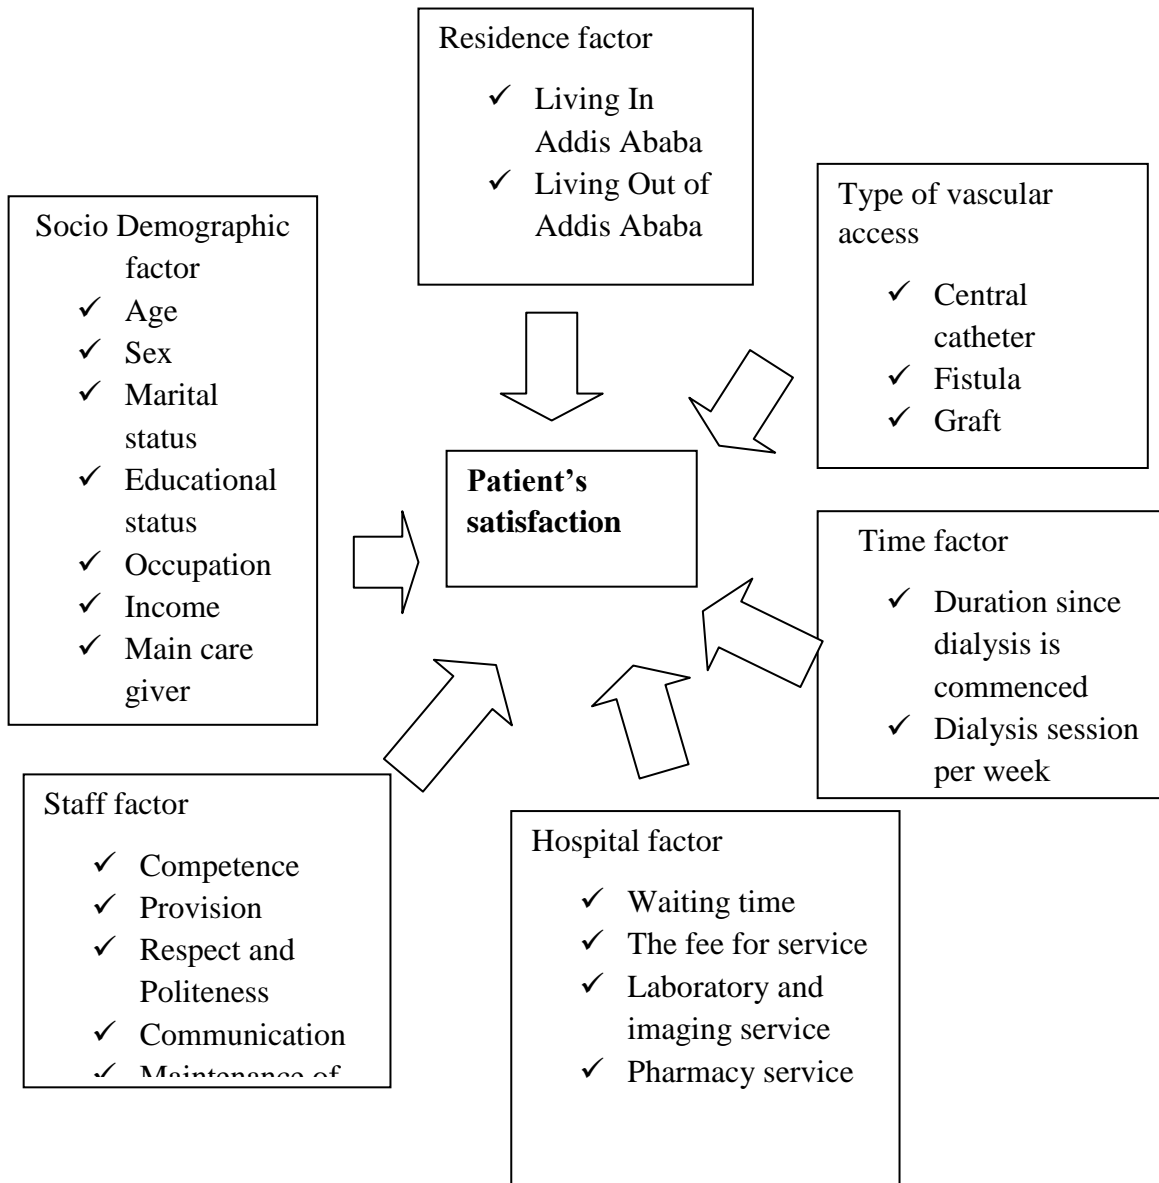 Residence factor
✓ Living In
Addis Ababa
✓ Living Out of
Addis Ababa
Socio Demographic
factor
✓ Age
✓ Sex
✓ Marital
status
✓ Educational
status
✓ Occupation
✓ Income
✓ Main care
giver
Type of vascular
access
✓ Central
catheter
✓ Fistula
✓ Graft
Patient’s
satisfaction
Time factor
✓ Duration since
dialysis is
commenced
✓ Dialysis session
per week
Staff factor
✓ Competence
✓ Provision
✓ Respect and
Politeness
✓ Communication
✓ Maintenance of
Hospital factor
✓ Waiting time
✓ The fee for service
✓ Laboratory and
imaging service
✓ Pharmacy service